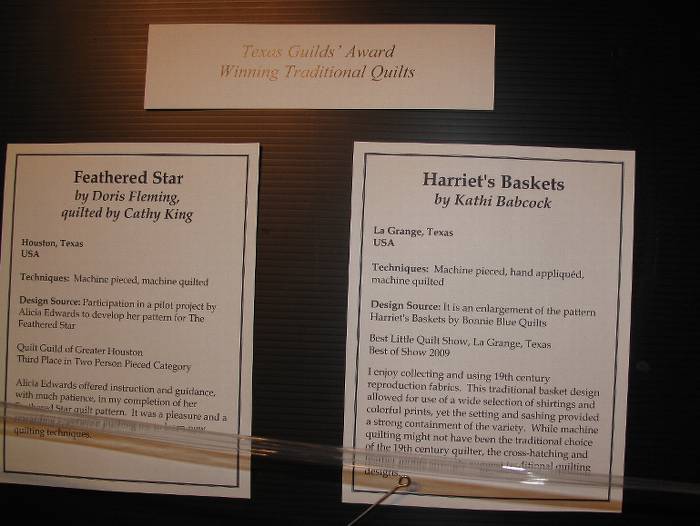 Texas Guilds' Award
Winning Traditional Quilts
Feathered Star
by Doris Fleming,
quilted by Cathy King
Houston, Texas
USA
Techniques: Machine pieced, machine quilted
Design Source: Participation in a pilot project by
Alicia Edwards to develop her pattern for The
Feathered Star
Quilt Guild of Greater Houston
Third Place in Two Person Pieced Category
Alicia Edwards offered instruction and guidance,
with much patience, in my completion of her
Feathered Star quilt pattern. It was a pleasure and a
quilting techniques.
Harriet's Baskets
by Kathi Babcock
La Grange, Texas
USA
Techniques: Machine pieced, hand appliquéd,
machine quilted
Design Source: It is an enlargement of the pattern
Harriet's Baskets by Bonnie Blue Quilts
Best Little Quilt Show, La Grange, Texas
Best of Show 2009
I enjoy collecting and using 19th century
reproduction fabrics. This traditional basket design
allowed for use of a wide selection of shirtings and
colorful prints, yet the setting and sashing provided
a strong containment of the variety. While machine
quilting might not have been the traditional choice
of the 19th century quilter, the cross-hatching and
traditional quilting
designs.